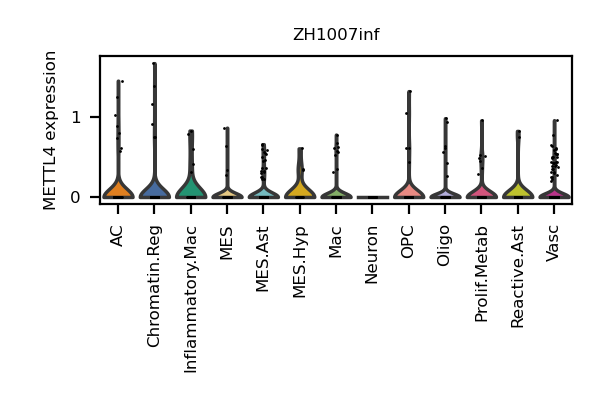 ZH1007inf
METTL4 expression
1
0
AC
Chromatin.Reg
Inflammatory.Mac
MES
MES.Ast
MES.Hyp
Mac
Neuron
OPC
Oligo
Prolif.Metab
Reactive.Ast
Vasc